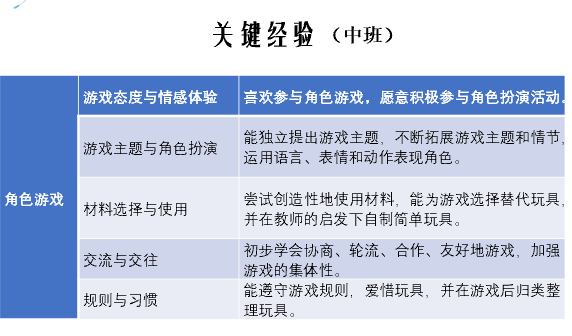 关键经验（中班）
游戏态度与情感体验
喜欢参与角色游戏，愿意积极参与角色扮演活动。
角色游戏
游戏主题与角色扮演
能独立提出游戏主题，不断拓展游戏主题和情节，
运用语言、表情和动作表现角色。
材料选择与使用
尝试创造性地使用材料，能为游戏选择替代玩具，
并在教师的启发下自制简单玩具。
交流与交往
初步学会协商、轮流、合作、友好地游戏，加强
游戏的集体性。
规则与习惯
能遵守游戏规则，爱惜玩具，并在游戏后归类整
理玩具。